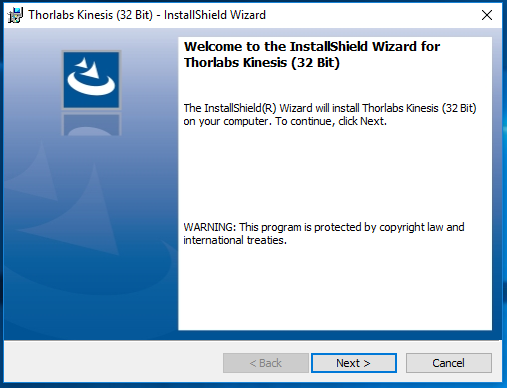 Thorlabs Kinesis (32 Bit) - InstallShield Wizard
Welcome to the InstallShield Wizard for
Thorlabs Kinesis (32 Bit)
The InstallShield(R) Wizard will install Thorlabs Kinesis (32 Bit)
on your computer. To continue, click Next.
WARNING: This program is protected by copyright law and
international treaties.
< Back
Next >
Cancel